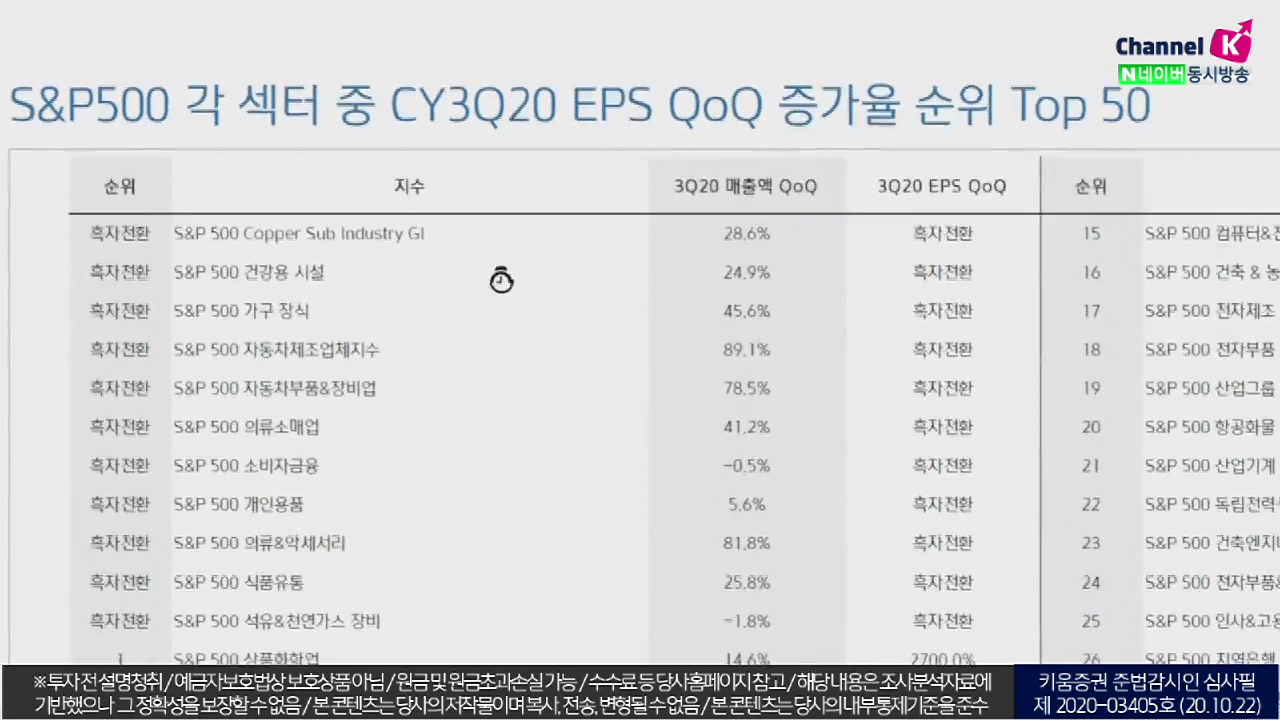 Channel K
N 네이버 동시방송
S&P500 각 섹터 중 CY3Q20 EPS QoQ 증가율 순위 Top 50
순위 지수 3Q20 매출액 QoQ 3Q20 EPS QoQ 순위
흑자전환 S&P 500 Copper Sub Industry GI 28.6% 흑자전환 15 S&P 500 컴퓨터&
흑자전환 S&P 500 건강용 시설 24.9% 흑자전환 16 S&P 500 건축 &
흑자전환 S&P 500 가구 장식 45.6% 흑자전환 17 S&P 500 전자제조
흑자전환 S&P 500 자동차제조업체지수 89.1% 흑자전환 18 S&P 500 전자부품
흑자전환 S&P 500 자동차부품&장비업 78.5% 흑자전환 19 S&P 500 산업그룹
흑자전환 S&P 500 의류소매업 41.2% 흑자전환 20 S&P 500 항공화물
흑자전환 S&P 500 소비자금융 -0.5% 흑자전환 21 S&P 500 산업기계
흑자전환 S&P 500 개인용품 5.6% 흑자전환 22 S&P 500 독립전력
흑자전환 S&P 500 의류&악세서리 81.8% 흑자전환 23 S&P 500 건축엔지니
흑자전환 S&P 500 식품유통 25.8% 흑자전환 24 S&P 500 전자부품&
흑자전환 S&P 500 석유&천연가스 장비 -1.8% 흑자전환 25 S&P 500 인사&고용
1 S&P 500 상품화학업 14.6% 2700.0% 26 S&P 500 지역은행
※투자 전 설명청취 / 예금자보호법상 보호상품 아님 / 원금 및 원금초과손실 가능 / 수수료 등 당사홈페이지 참고 / 해당 내용은 조사분석자료에
기반했으나 그 정확성을 보장할 수 없음 / 본 콘텐츠는 당사의 저작물이며 복사, 전송, 변형될 수 없음 / 본 콘텐츠는 당사의 내부통제기준을 준수
키움증권 준법감시인 심사필
제 2020-03405호 (20.10.22)